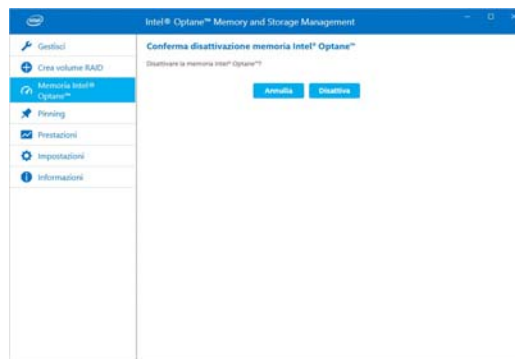 intel
Intel® Optane™ Memory and Storage Management
Gestisci
Crea volume RAID
Memoria Intel®
Optane™
Pinning
Prestazioni
Impostazioni
Informazioni
Conferma disattivazione memoria Intel® Optane™
Disattivare la memoria Intel® Optane™?
Annulla
Disattiva